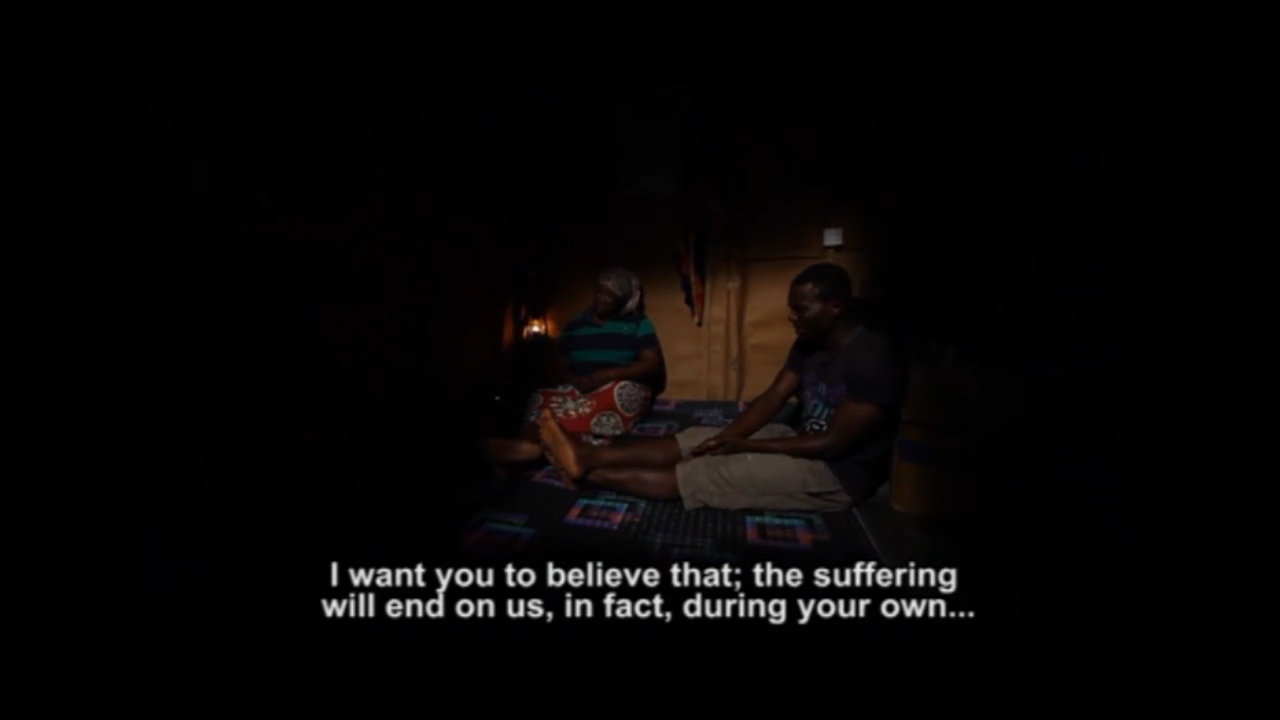 I want you to believe that; the suffering
will end on us, in fact, during your own...